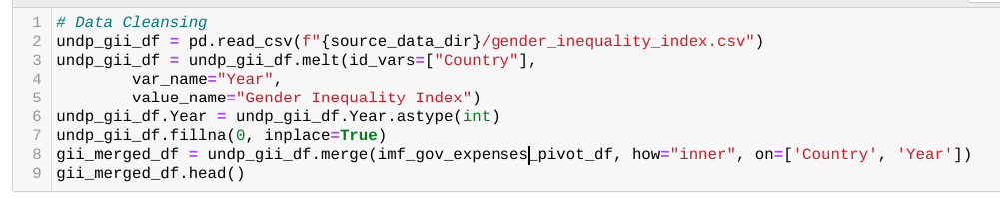 1 # Data Cleansing
2 undp_gii_df = pd.read_csv(f"{source_data_dir}/gender_inequality_index.csv")
3 undp_gii_df = undp_gii_df.melt(id_vars=["Country"],
4         var_name="Year",
5         value_name="Gender Inequality Index")
6 undp_gii_df.Year = undp_gii_df.Year.astype(int)
7 undp_gii_df.fillna(0, inplace=True)
8 gii_merged_df = undp_gii_df.merge(imf_gov_expenses_pivot_df, how="inner", on=['Country', 'Year'])
9 gii_merged_df.head()